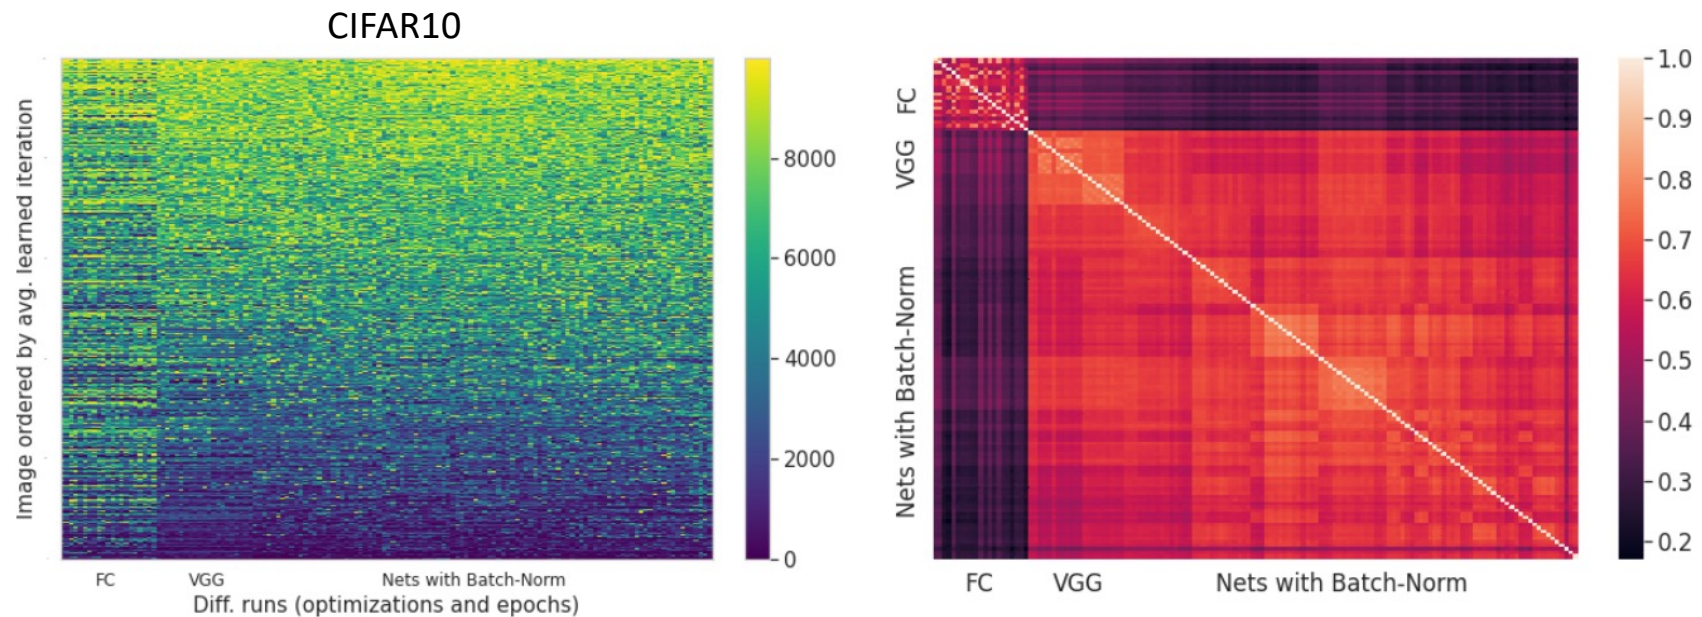 CIFAR10
Image ordered by avg. learned iteration
8000
6000
4000
2000
0
FC
VGG
Nets with Batch-Norm
Diff. runs (optimizations and epochs)
FC
VGG
Nets with Batch-Norm
1.0
0.9
0.8
0.7
0.6
0.5
0.4
0.3
0.2
FC
VGG
Nets with Batch-Norm